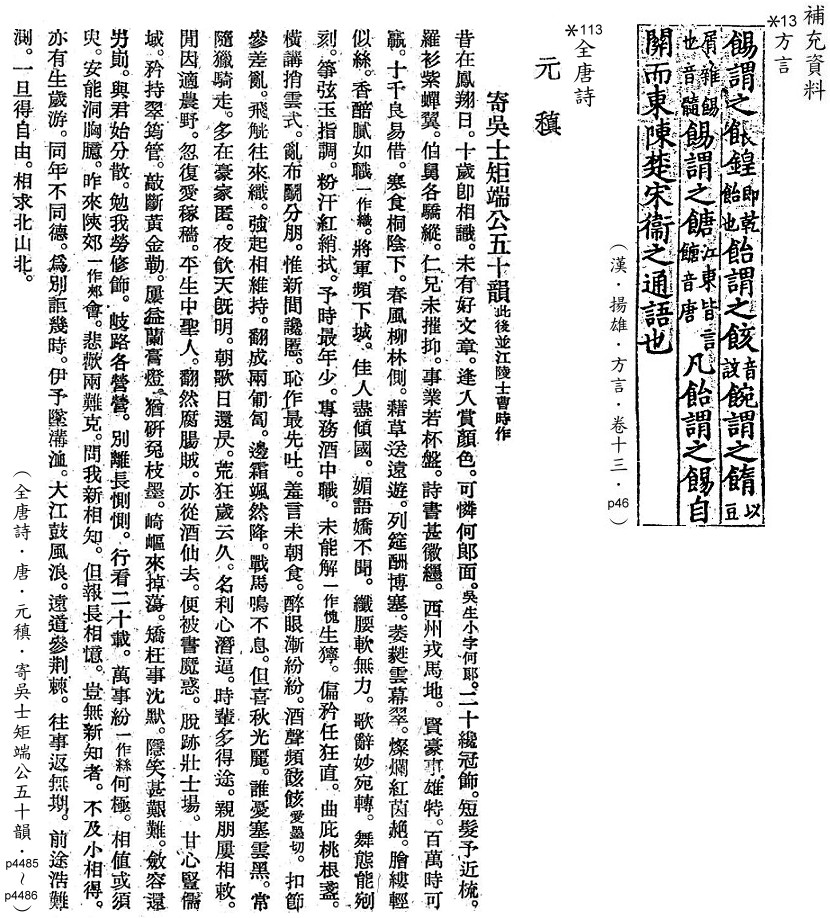 補充資料
*13方言
餳謂之餦餭即乾飴也飴謂之䬵音該䭓謂之䭉以豆
屑雜餳也音髓餳謂之餹江東皆言餹音唐凡飴謂之餳自
關而東陳楚宋衛之通語也
(漢．揚雄．方言．卷十三．p46)
*113全唐詩
元稹
寄吳士矩端公五十韻此後並江陵士曹時作
昔在鳳翔日。十歲即相識。未有好文章。逢人賞顏色。可憐何郎面。吳生小字何耶。二十纔冠飾。短髮予近梳。
羅衫紫蟬翼。伯舅各驕縱。仁兄未摧抑。事業若杯盤。詩書甚徽纆。西州戎馬地。賢豪事雄特。百萬時可
贏。十千良易借。寒食桐陰下。春風柳林側。藉草送遠遊。列筵酬博塞。萎蕤雲幕翠。燦爛紅茵赩。膾縷輕
似絲。香醅膩如職一作織。將軍頻下城。佳人盡傾國。媚語嬌不聞。纖腰軟無力。歌辭妙宛轉。舞態能剜
刻。箏弦玉指調。粉汗紅綃拭。予時最年少。專務酒中職。未能解一作愧生獰。偏矜任狂直。曲庇桃根盞。
橫講捎雲式。亂布鬭分朋。惟新間讒慝。恥作最先吐。羞言未朝食。醉眼漸紛紛。酒聲頻䬵䬵愛墨切。扣節
參差亂。飛觥往來織。強起相維持。翻成兩匍匐。邊霜颯然降。戰馬鳴不息。但喜秋光麗。誰憂塞雲黑。常
隨獵騎走。多在豪家匿。夜飲天既明。朝歌日還昃。荒狂歲云久。名利心潛逼。時輩多得途。親朋屢相敕。
閒因適農野。忽復愛稼穡。平生中聖人。翻然腐腸賊。亦從酒仙去。便被書魔惑。脫跡壯士場。甘心豎儒
域。矜持翠筠管。敲斷黃金勒。屢益蘭膏燈。猶研兔枝墨。崎嶇來掉蕩。矯枉事沈默。隱笑甚艱難。斂容還
屴崱。與君始分散。勉我勞修飾。岐路各營營。別離長惻惻。行看二十載。萬事紛一作絲何極。相值或須
臾。安能洞胸臆。昨來陝郊一作郟會。悲歡兩難克。問我新相知。但報長相憶。豈無新知者。不及小相得。
亦有生歲游。同年不同德。為別詎幾時。伊予墜溝洫。大江鼓風浪。遠道參荊棘。往事返無期。前途浩難
測。一旦得自由。相求北山北。
(全唐詩．唐．元稹．寄吳士矩端公五十韻．p4485～p4486)